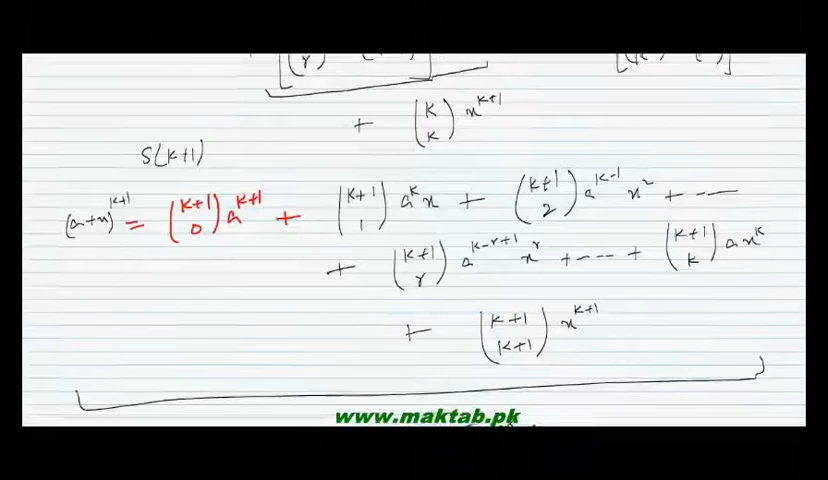 + (K K) x^{K+1}
S(K+1)
(a+x)^{K+1} = (K+1 0) a^{K+1} + (K+1 1) a^K x + (K+1 2) a^{K-1} x^2 + ----
+ (K+1 r) a^{K-r+1} x^r + ---- + (K+1 K) a x^K
+ (K+1 K+1) x^{K+1}
www.maktab.pk